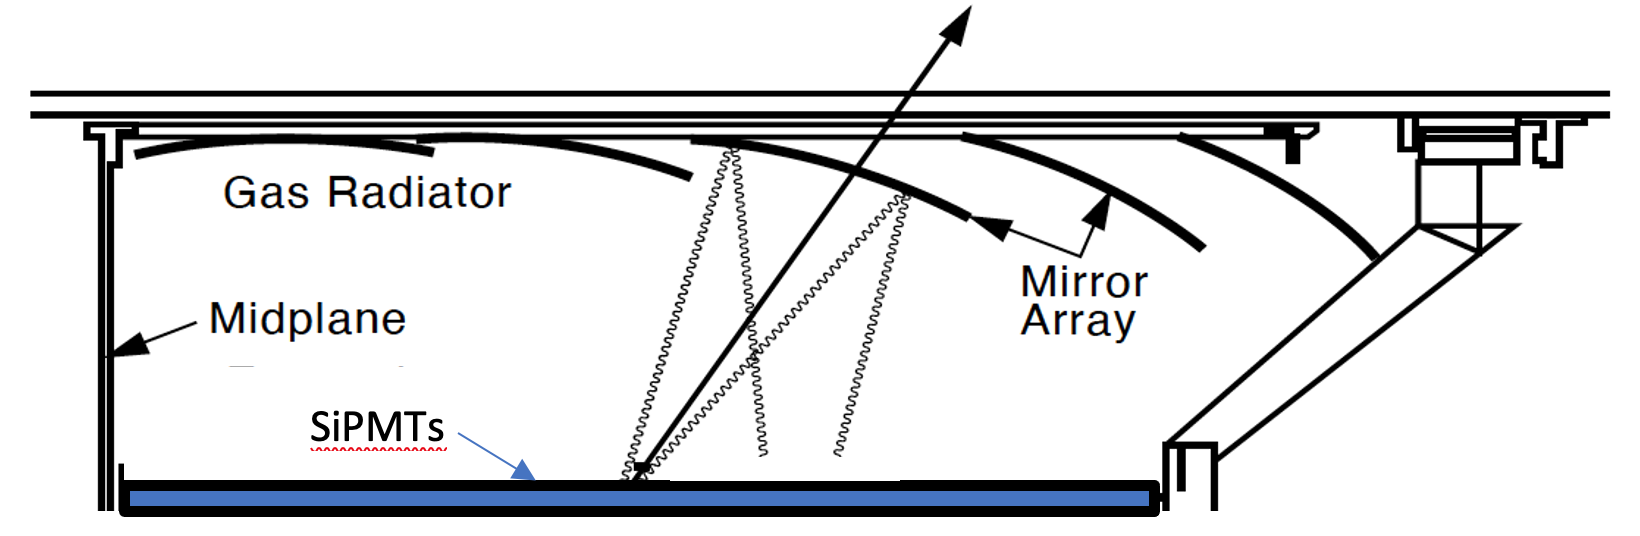 Gas Radiator
Mirror
Array
Midplane
SiPMTs